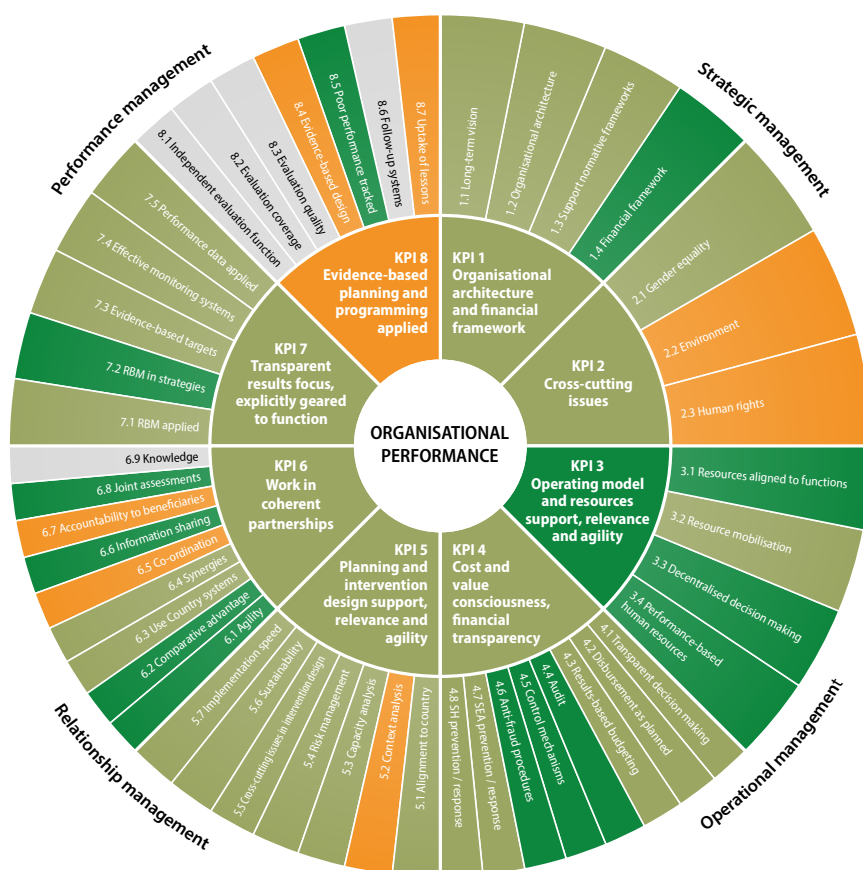 ORGANISATIONAL
PERFORMANCE
Strategic management
KPI 1
Organisational
architecture
and financial
framework
1.1 Long-term vision
1.2 Organisational architecture
1.3 Support normative frameworks
1.4 Financial framework
KPI 2
Cross-cutting
issues
2.1 Gender equality
2.2 Environment
2.3 Human rights
Operational management
KPI 3
Operating model
and resources
support, relevance
and agility
3.1 Resources aligned to functions
3.2 Resource mobilisation
3.3 Decentralised decision making
3.4 Performance-based
human resources
KPI 4
Cost and
value
consciousness,
financial
transparency
4.1 Transparent decision making
4.2 Disbursement as planned
4.3 Results-based budgeting
4.4 Audit
4.5 Control mechanisms
4.6 Anti-fraud procedures
4.7 SEA prevention / response
4.8 SH prevention / response
Relationship management
KPI 5
Planning and
intervention
design support,
relevance and
agility
5.1 Alignment to country
5.2 Context analysis
5.3 Capacity analysis
5.4 Risk management
5.5 Cross-cutting issues in intervention design
5.6 Sustainability
5.7 Implementation speed
KPI 6
Work in
coherent
partnerships
6.1 Agility
6.2 Comparative advantage
6.3 Use Country systems
6.4 Synergies
6.5 Co-ordination
6.6 Information sharing
6.7 Accountability to beneficiaries
6.8 Joint assessments
6.9 Knowledge
Performance management
KPI 7
Transparent
results focus,
explicitly geared
to function
7.1 RBM applied
7.2 RBM in strategies
7.3 Evidence-based targets
7.4 Effective monitoring systems
7.5 Performance data applied
KPI 8
Evidence-based
planning and
programming
applied
8.1 Independent evaluation function
8.2 Evaluation coverage
8.3 Evaluation quality
8.4 Evidence-based design
8.5 Poor performance tracked
8.6 Follow-up systems
8.7 Uptake of lessons